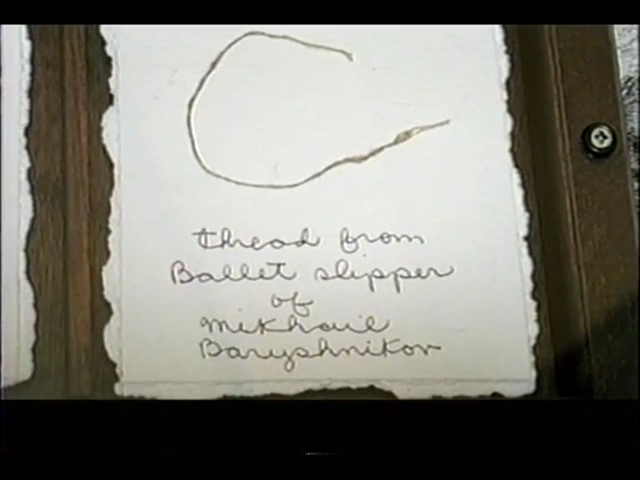 thread from
Ballet slipper
of
Mikhail
Baryshnikov